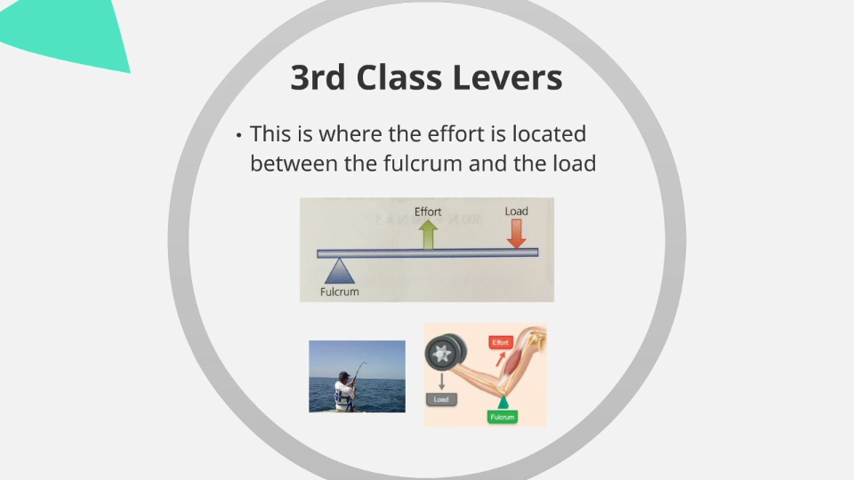 3rd Class Levers
• This is where the effort is located
between the fulcrum and the load
Effort
Load
Fulcrum
Effort
Load
Fulcrum